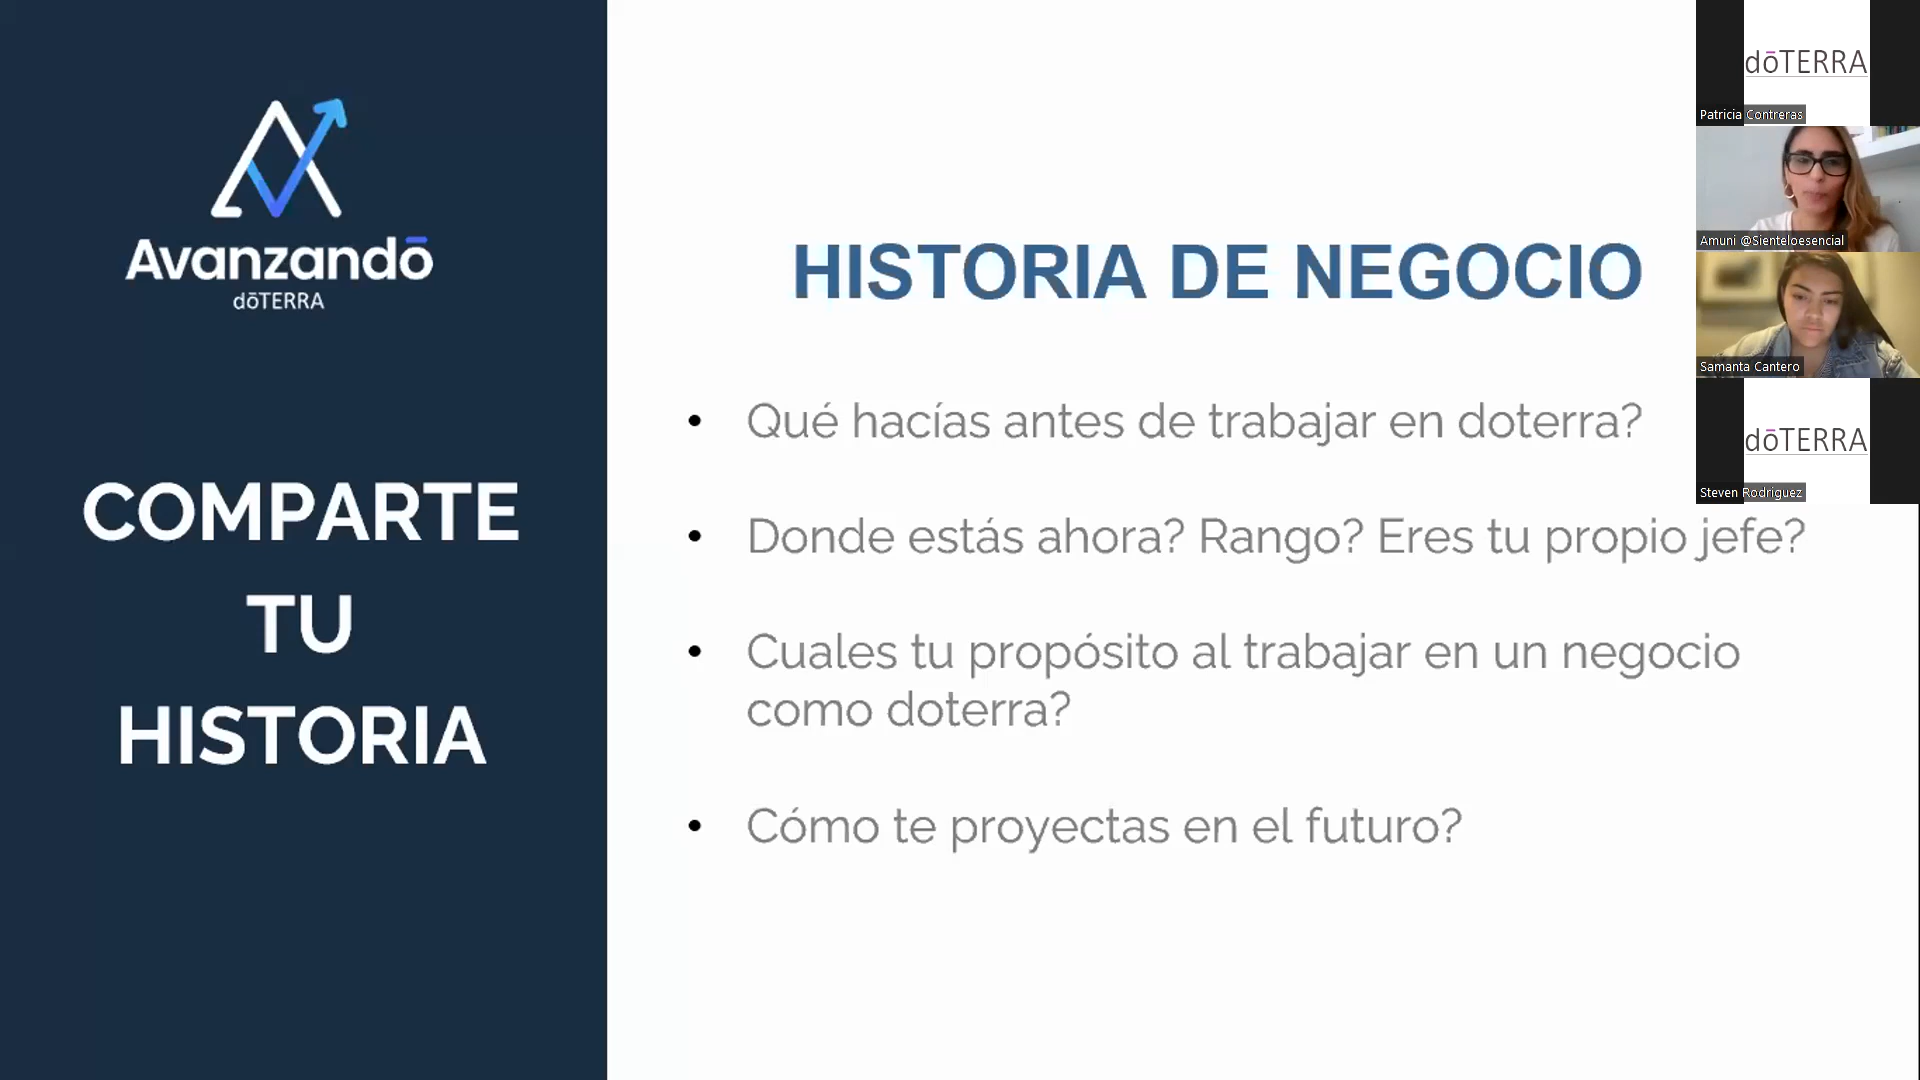 Avanzandō
dōTERRA
COMPARTE
TU
HISTORIA
HISTORIA DE NEGOCIO
• Qué hacías antes de trabajar en doterra?
• Donde estás ahora? Rango? Eres tu propio jefe?
• Cuales tu propósito al trabajar en un negocio
como doterra?
• Cómo te proyectas en el futuro?
dōTERRA
Patricia Contreras
Amuni @Sienteloesencial
Samanta Cantero
dōTERRA
Steven Rodriguez